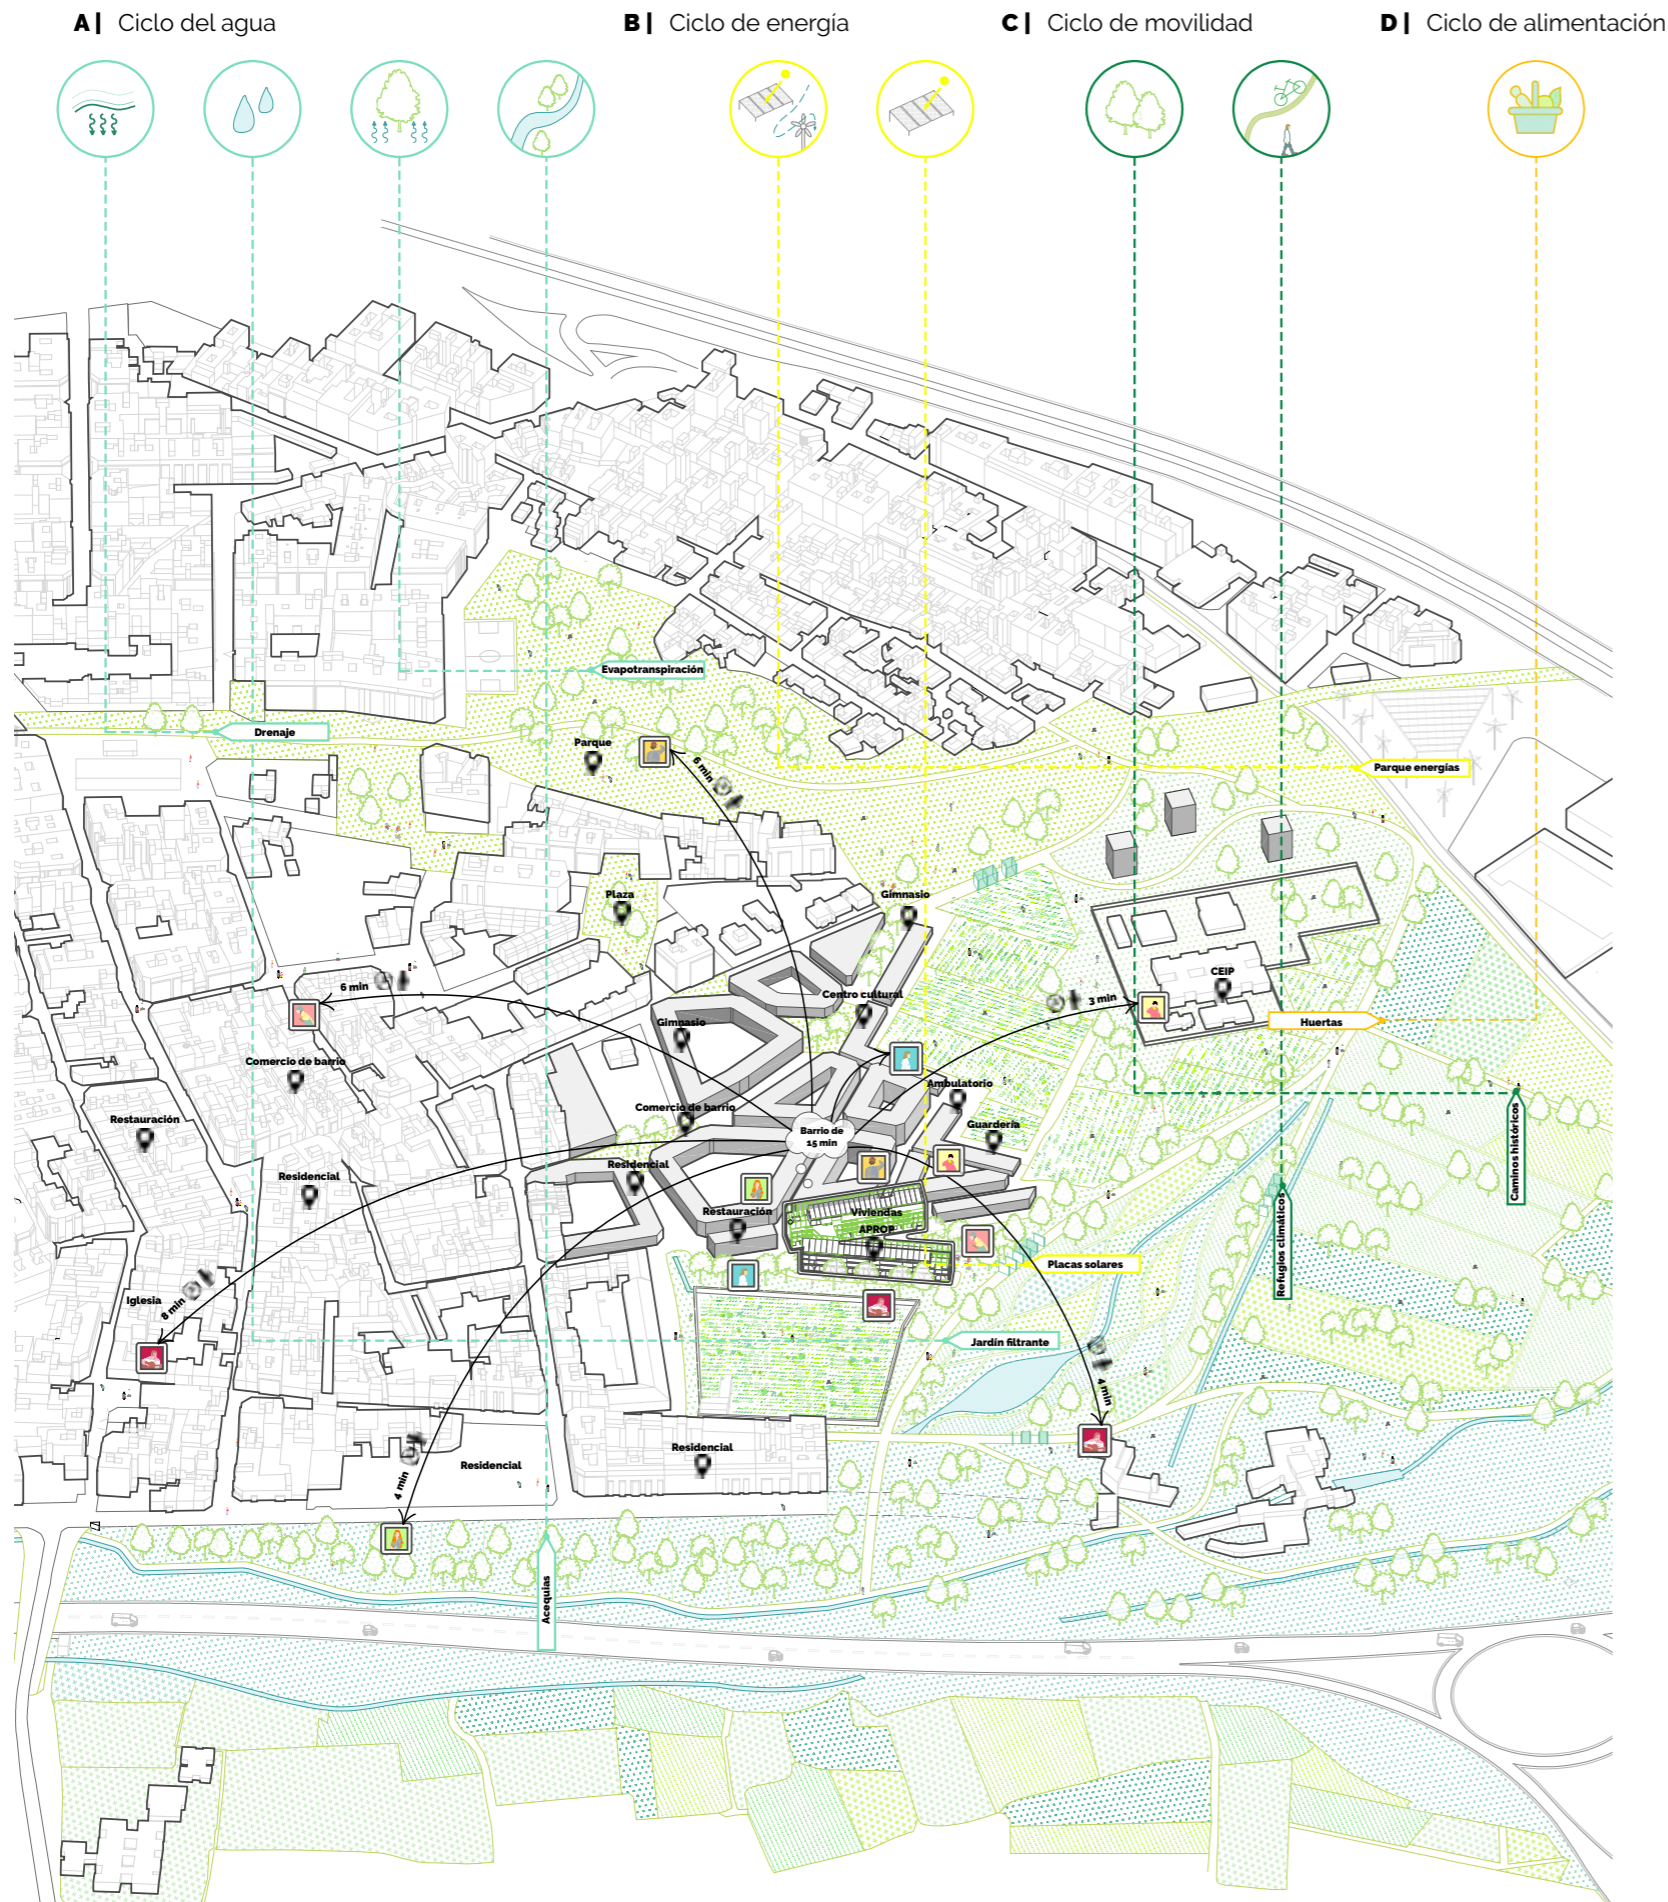 A | Ciclo del agua
B | Ciclo de energía
C | Ciclo de movilidad
D | Ciclo de alimentación
Evapotranspiración
Drenaje
Parque
6 min
Parque energías
Plaza
Gimnasio
CEIP
Centro cultural
6 min
3 min
Gimnasio
Huertas
Comercio de barrio
Ambulatorio
Comercio de barrio
Restauración
Guardería
Barrio de
15 min
Caminos históricos
Residencial
Residencial
Restauración
Viviendas
APROP
Refugios climáticos
Placas solares
Iglesia
8 min
Jardín filtrante
4 min
Residencial
Residencial
4 min
Acequias